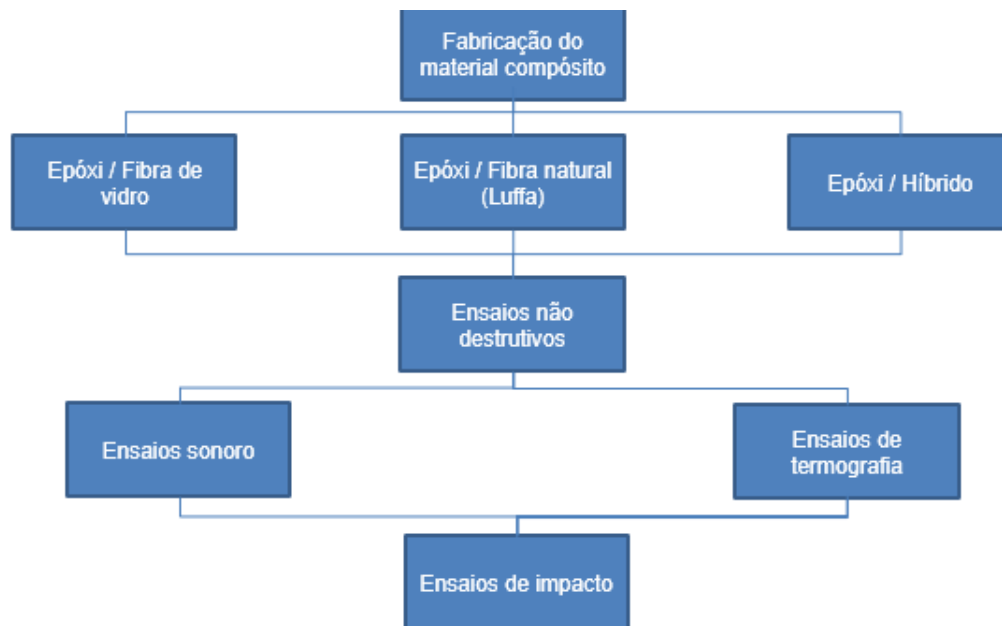 Fabricação do
material compósito
Epóxi / Fibra de
vidro
Epóxi / Fibra natural
(Luffa)
Epóxi / Híbrido
Ensaios não
destrutivos
Ensaios sonoro
Ensaios de
termografia
Ensaios de impacto